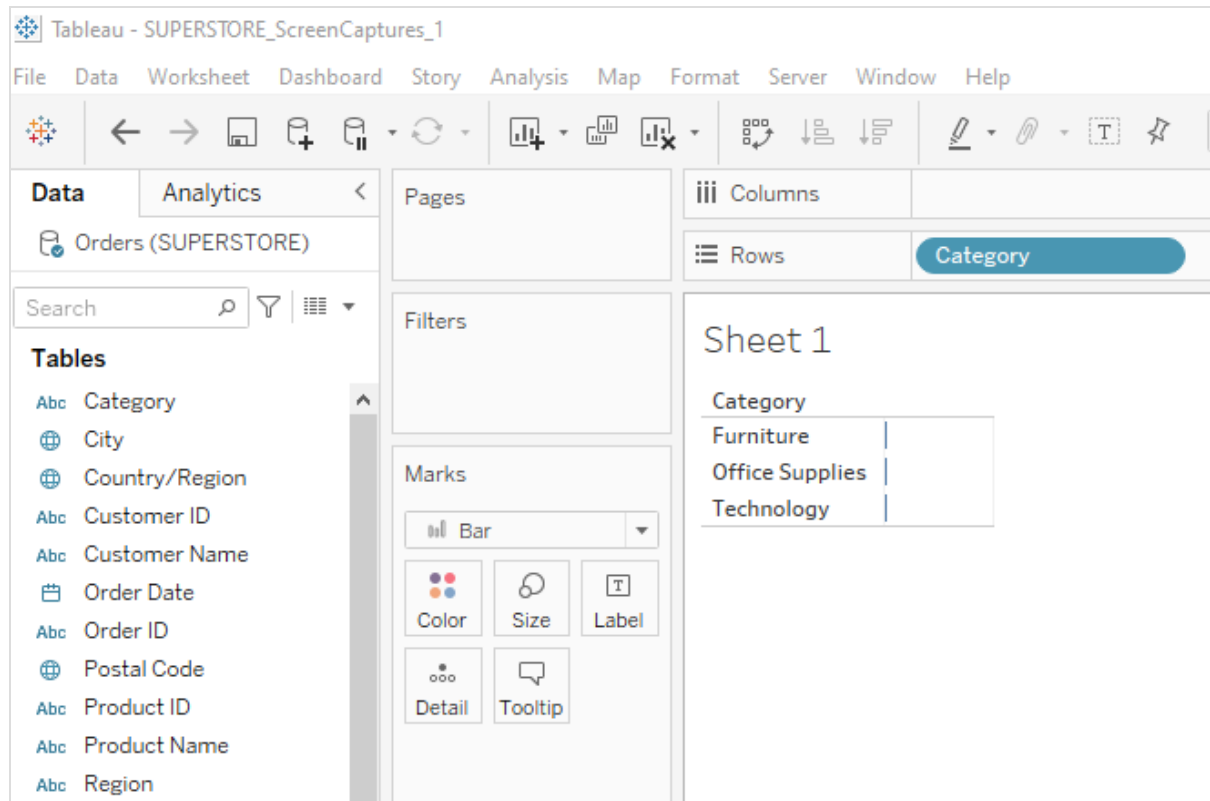 Tableau - SUPERSTORE_ScreenCaptures_1
File Data Worksheet Dashboard Story Analysis Map Format Server Window Help
T
Data Analytics
Orders (SUPERSTORE)
Search
Tables
Abc Category
City
Country/Region
Abc Customer ID
Abc Customer Name
Order Date
Abc Order ID
Postal Code
Abc Product ID
Abc Product Name
Abc Region
Pages
Filters
Marks
Bar
T
Color Size Label
Detail Tooltip
Columns
Rows Category
Sheet 1
Category
Furniture
Office Supplies
Technology